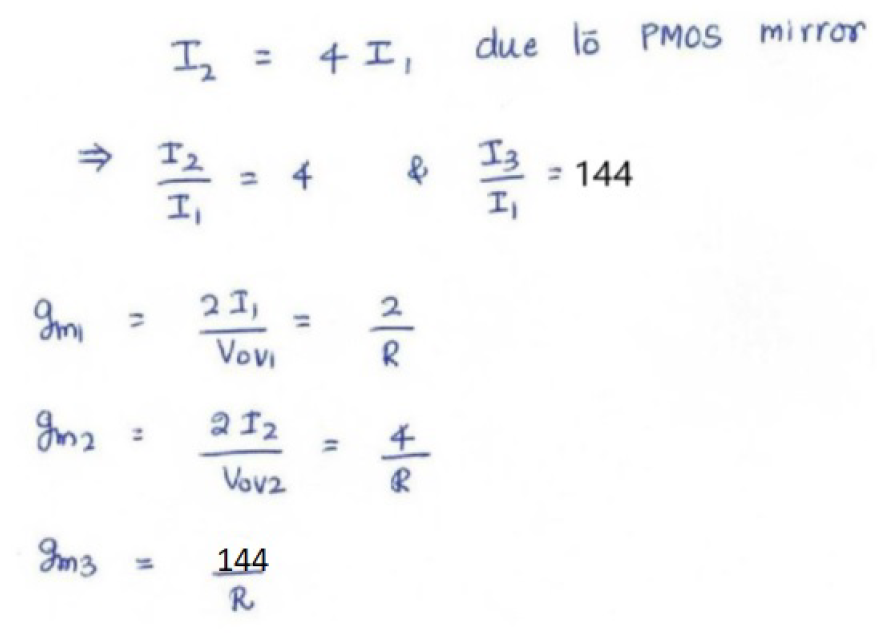 I₂ = 4 I₁ due to PMOS mirror
⇒ I₂/I₁ = 4 & I₃/I₁ = 144
gm₁ = 2I₁/Vov₁ = 2/R
gm₂ = 2I₂/Vov₂ = 4/R
gm₃ = 144/R